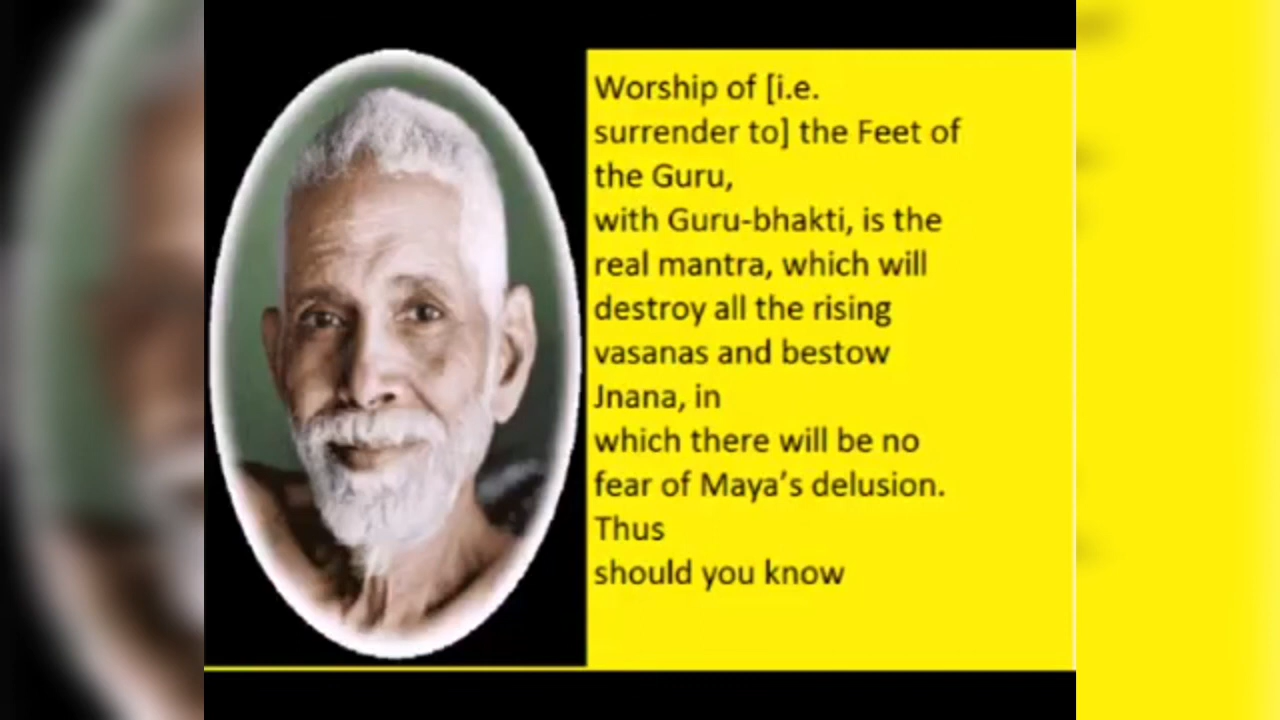 Worship of [i.e.
surrender to] the Feet of
the Guru,
with Guru-bhakti, is the
real mantra, which will
destroy all the rising
vasanas and bestow
Jnana, in
which there will be no
fear of Maya’s delusion.
Thus
should you know